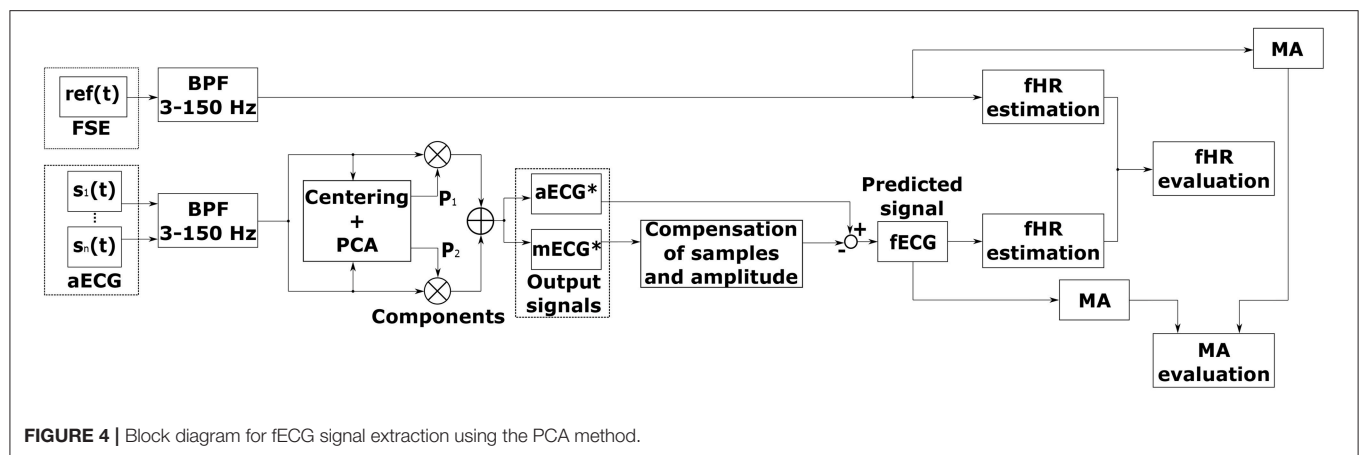 MA
ref(t)
FSE
BPF
3-150 Hz
fHR
estimation
fHR
evaluation
s1(t)
⋮
sn(t)
aECG
BPF
3-150 Hz
Centering
+
PCA
P1
P2
Components
aECG*
mECG*
Output
signals
Compensation
of samples
and amplitude
+
-
Predicted
signal
fECG
fHR
estimation
MA
MA
evaluation
FIGURE 4 | Block diagram for fECG signal extraction using the PCA method.